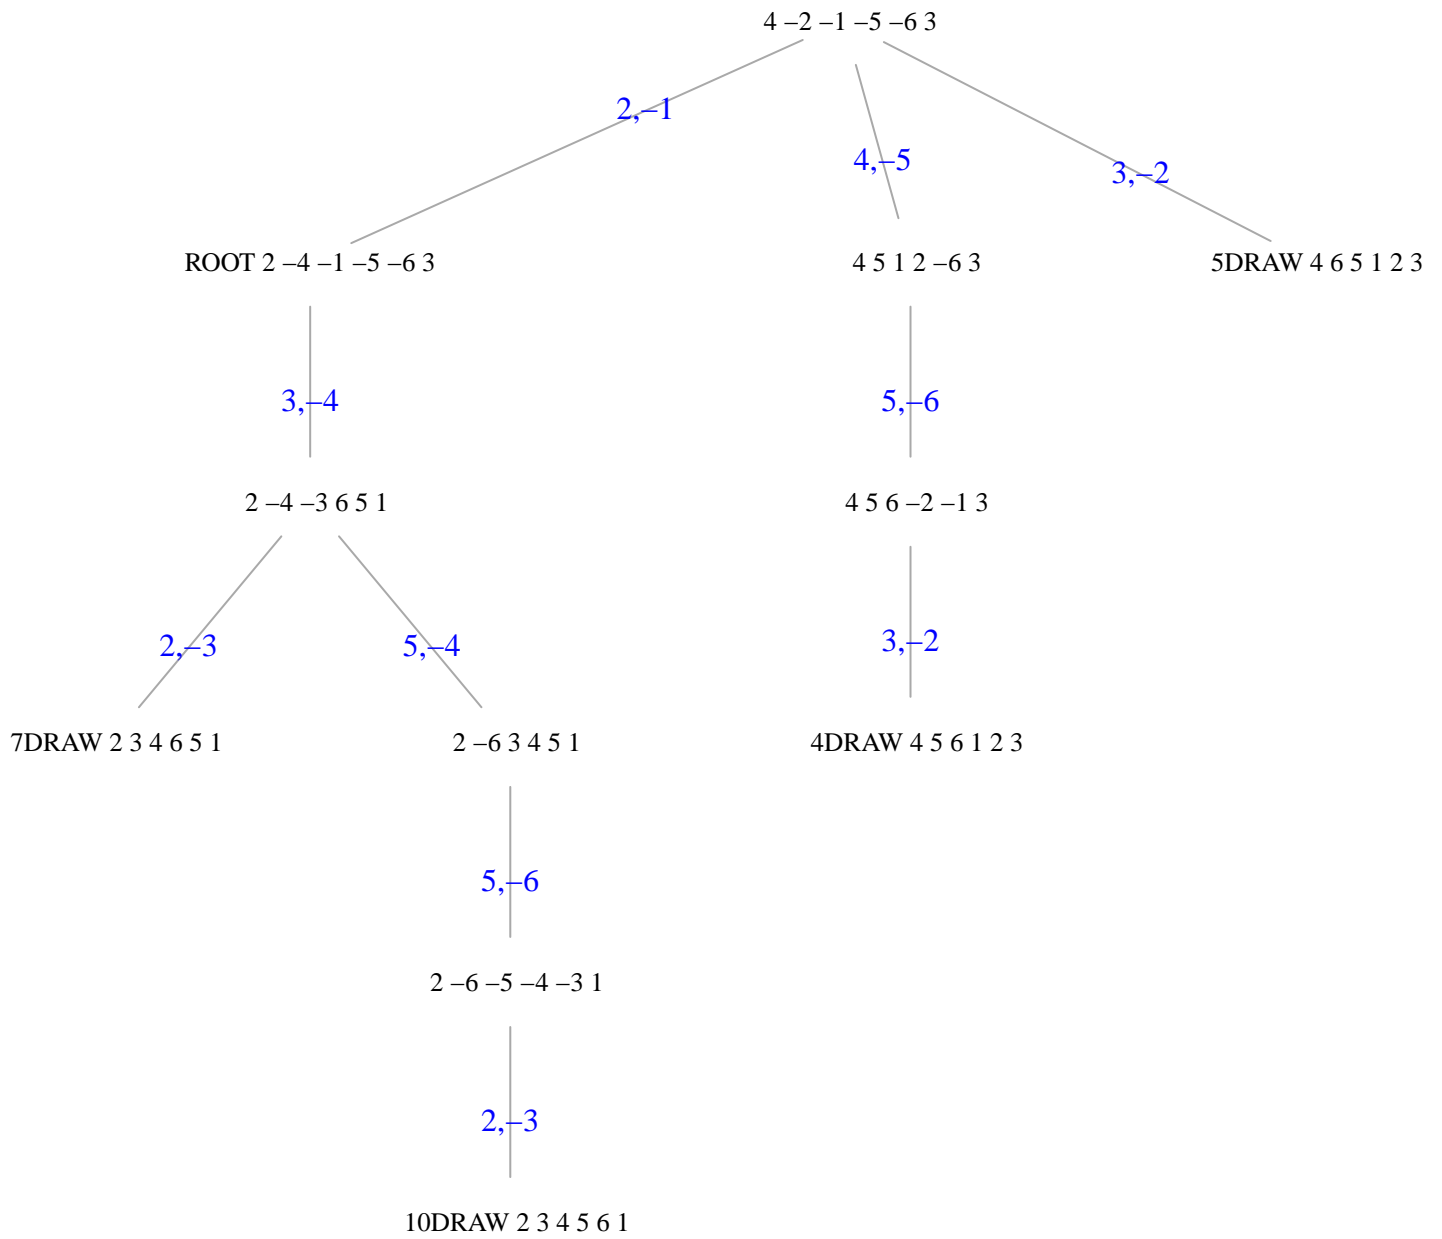 4 –2 –1 –5 –6 3
2,–1
4,–5
3,–2
ROOT 2 –4 –1 –5 –6 3
4 5 1 2 –6 3
5DRAW 4 6 5 1 2 3
3,–4
5,–6
2 –4 –3 6 5 1
4 5 6 –2 –1 3
2,–3
5,–4
3,–2
7DRAW 2 3 4 6 5 1
2 –6 3 4 5 1
4DRAW 4 5 6 1 2 3
5,–6
2 –6 –5 –4 –3 1
2,–3
10DRAW 2 3 4 5 6 1